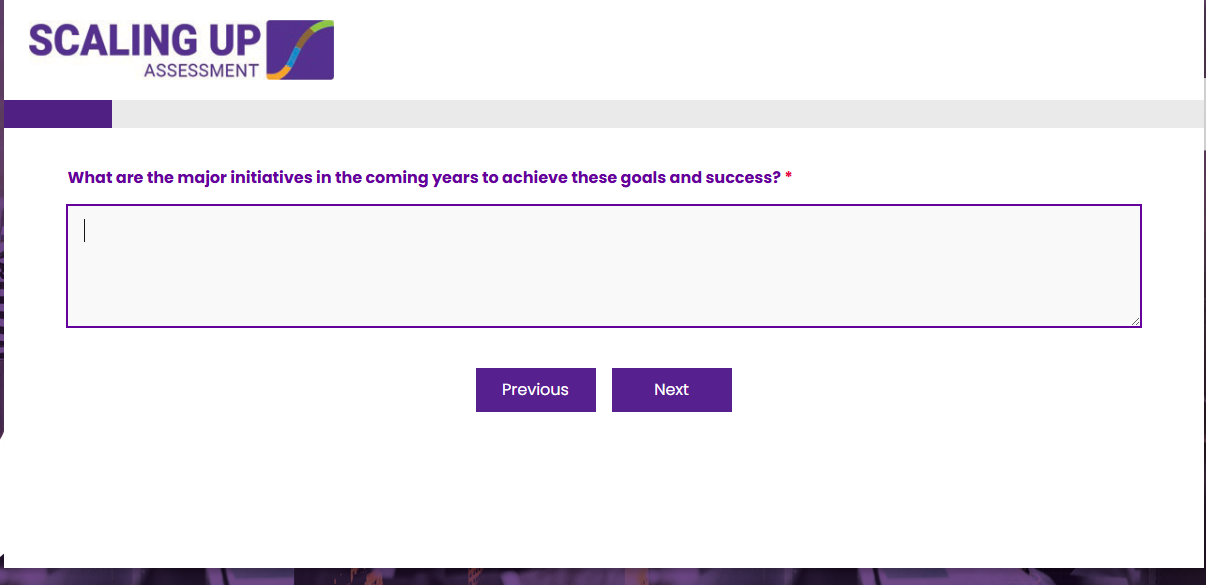 SCALING UP
ASSESSMENT
What are the major initiatives in the coming years to achieve these goals and success? *
Previous
Next